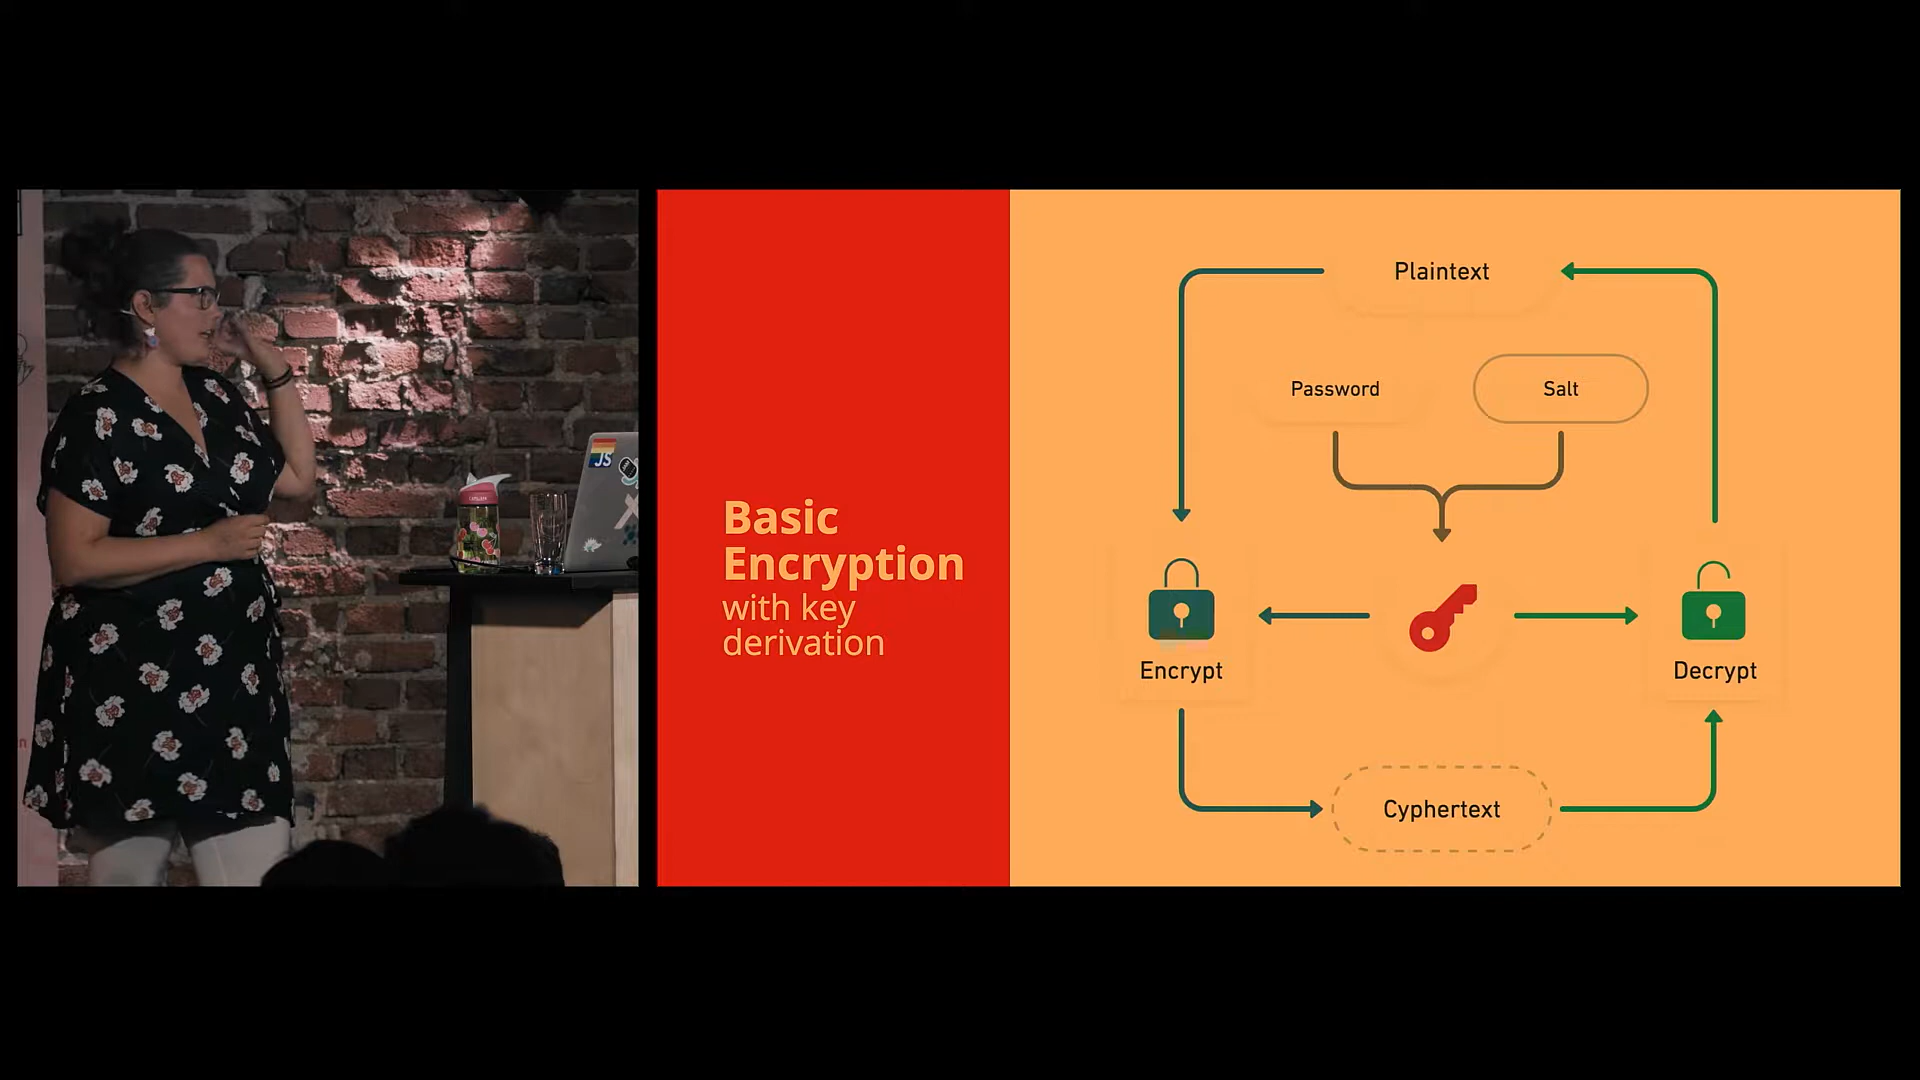 JS
Basic
Encryption
with key
derivation
Plaintext
Password
Salt
Encrypt
Decrypt
Cyphertext